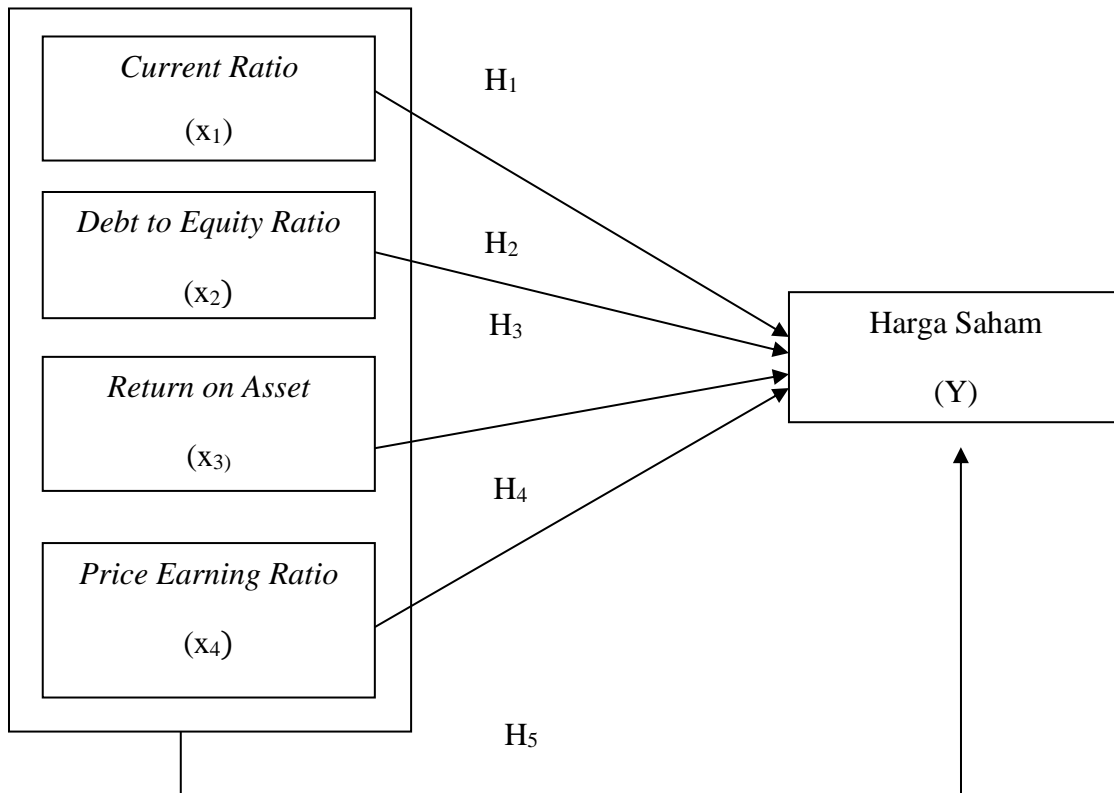 Current Ratio
(x₁)
H₁
Debt to Equity Ratio
(x₂)
H₂
H₃
Return on Asset
(x₃)
H₄
Price Earning Ratio
(x₄)
H₅
Harga Saham
(Y)